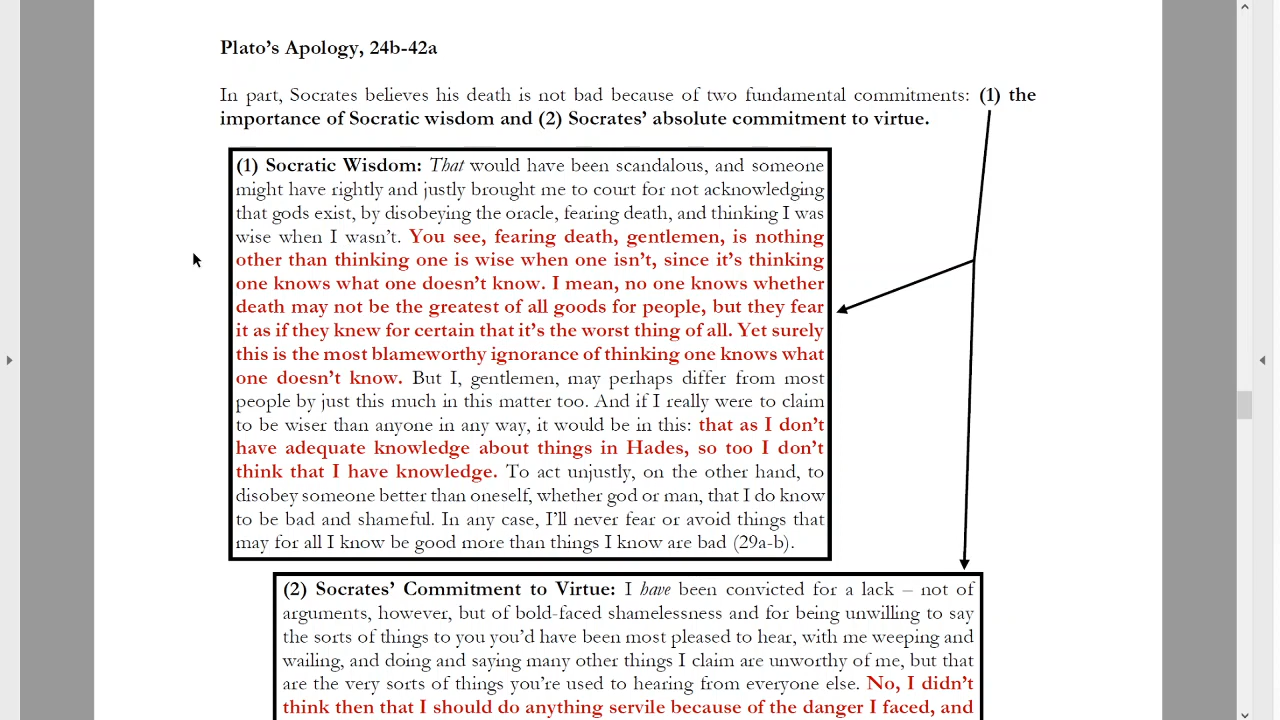 Plato's Apology, 24b-42a
In part, Socrates believes his death is not bad because of two fundamental commitments: (1) the
importance of Socratic wisdom and (2) Socrates' absolute commitment to virtue.
(1) Socratic Wisdom: That would have been scandalous, and someone
might have rightly and justly brought me to court for not acknowledging
that gods exist, by disobeying the oracle, fearing death, and thinking I was
wise when I wasn't. You see, fearing death, gentlemen, is nothing
other than thinking one is wise when one isn't, since it's thinking
one knows what one doesn't know. I mean, no one knows whether
death may not be the greatest of all goods for people, but they fear
it as if they knew for certain that it's the worst thing of all. Yet surely
this is the most blameworthy ignorance of thinking one knows what
one doesn't know. But I, gentlemen, may perhaps differ from most
people by just this much in this matter too. And if I really were to claim
to be wiser than anyone in any way, it would be in this: that as I don't
have adequate knowledge about things in Hades, so too I don't
think that I have knowledge. To act unjustly, on the other hand, to
disobey someone better than oneself, whether god or man, that I do know
to be bad and shameful. In any case, I'll never fear or avoid things that
may for all I know be good more than things I know are bad (29a-b).
(2) Socrates' Commitment to Virtue: I have been convicted for a lack – not of
arguments, however, but of bold-faced shamelessness and for being unwilling to say
the sorts of things to you you'd have been most pleased to hear, with me weeping and
wailing, and doing and saying many other things I claim are unworthy of me, but that
are the very sorts of things you're used to hearing from everyone else. No, I didn't
think then that I should do anything servile because of the danger I faced, and